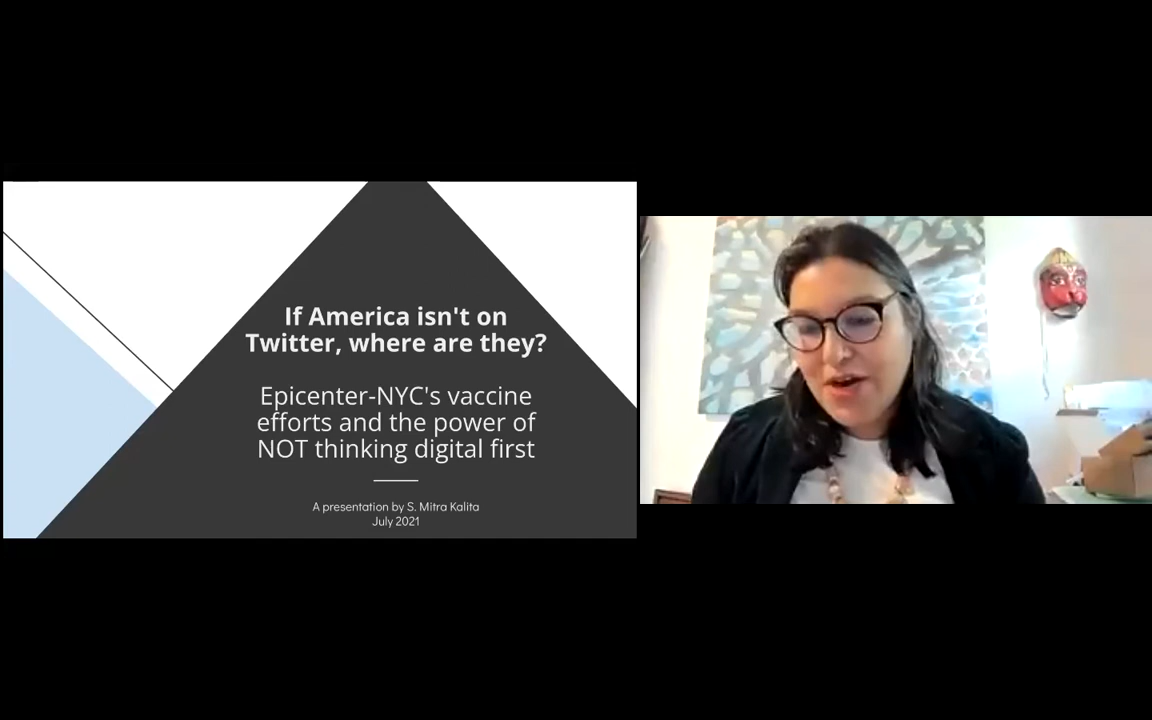 If America isn't on
Twitter, where are they?
Epicenter-NYC's vaccine
efforts and the power of
NOT thinking digital first
A presentation by S. Mitra Kalita
July 2021